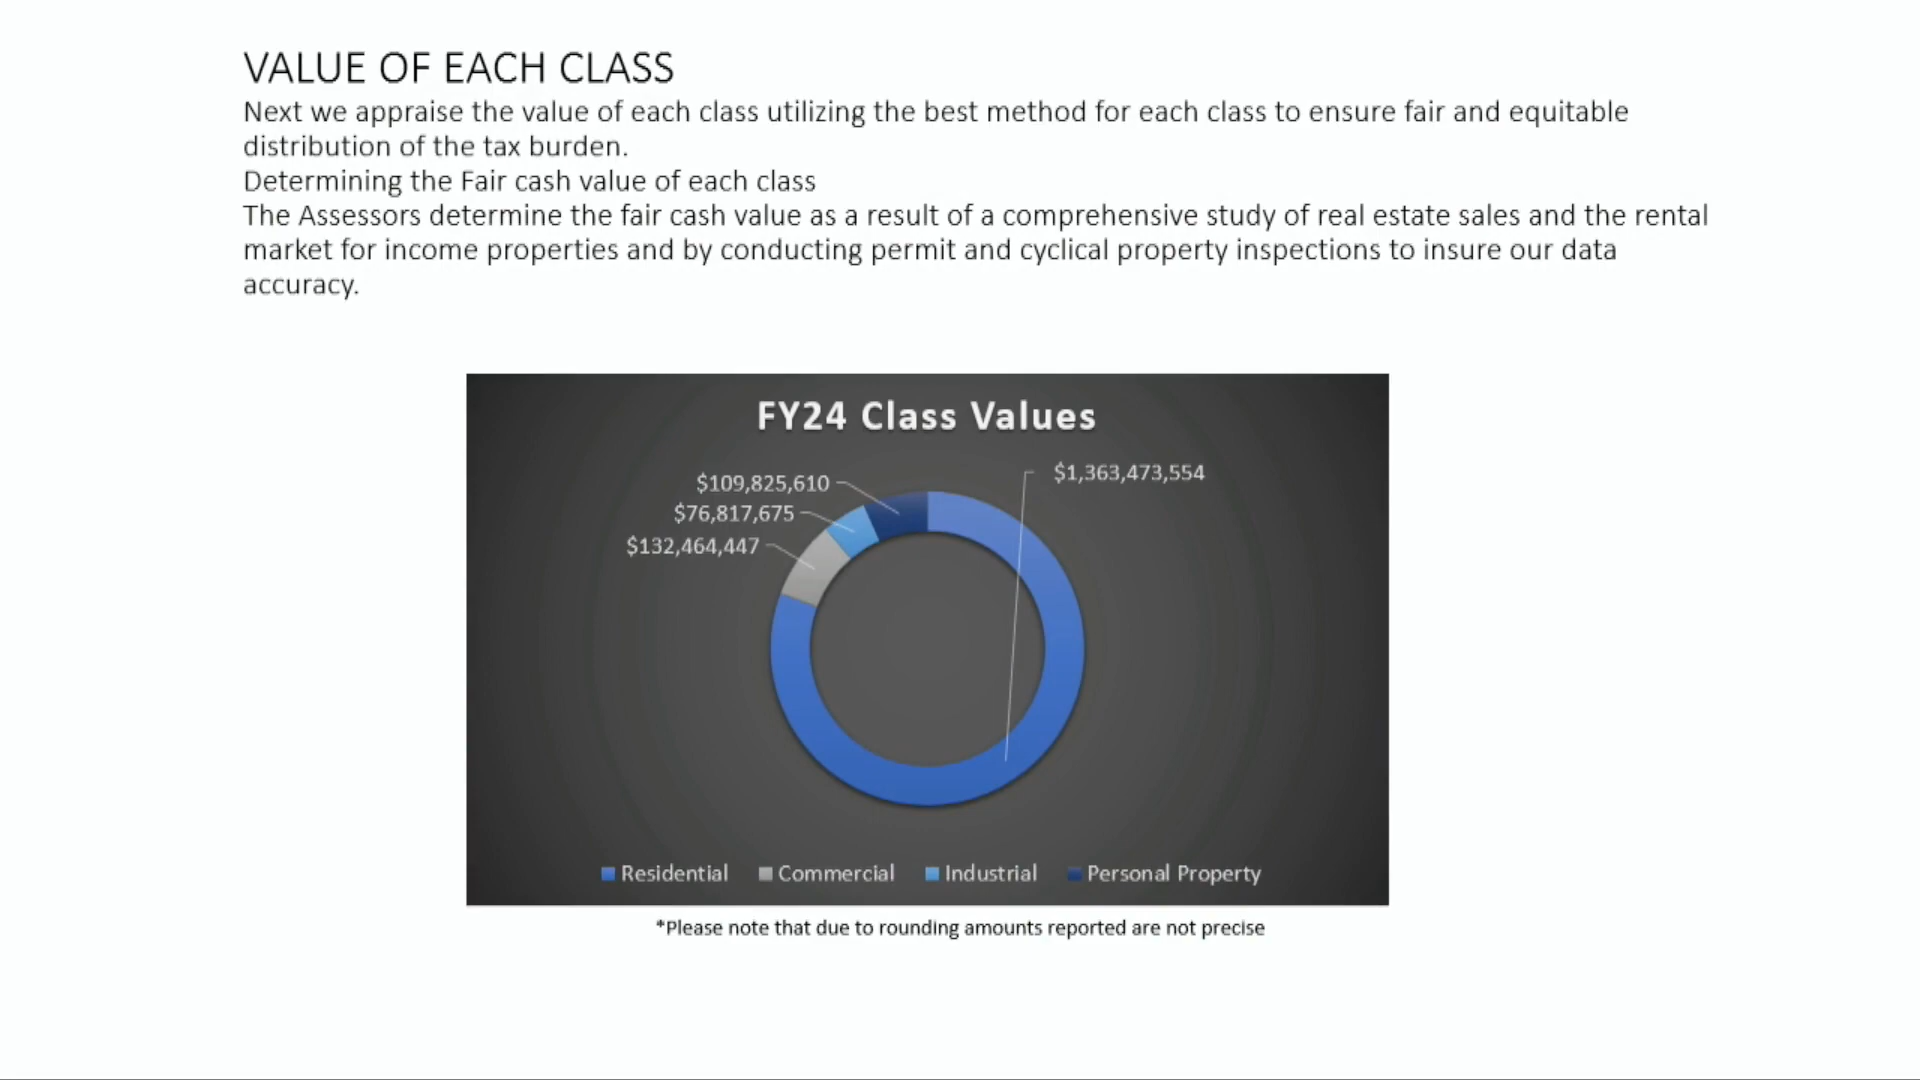 VALUE OF EACH CLASS
Next we appraise the value of each class utilizing the best method for each class to ensure fair and equitable
distribution of the tax burden.
Determining the Fair cash value of each class
The Assessors determine the fair cash value as a result of a comprehensive study of real estate sales and the rental
market for income properties and by conducting permit and cyclical property inspections to insure our data
accuracy.
FY24 Class Values
$1,363,473,554
$109,825,610
$76,817,675
$132,464,447
Residential Commercial Industrial Personal Property
*Please note that due to rounding amounts reported are not precise